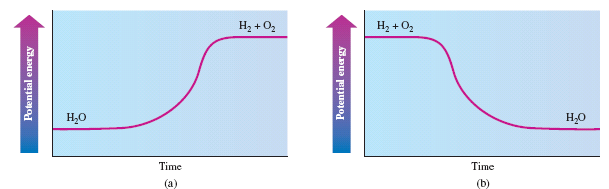 Potential energy
H₂O
H₂ + O₂
Time
(a)
Potential energy
H₂ + O₂
H₂O
Time
(b)